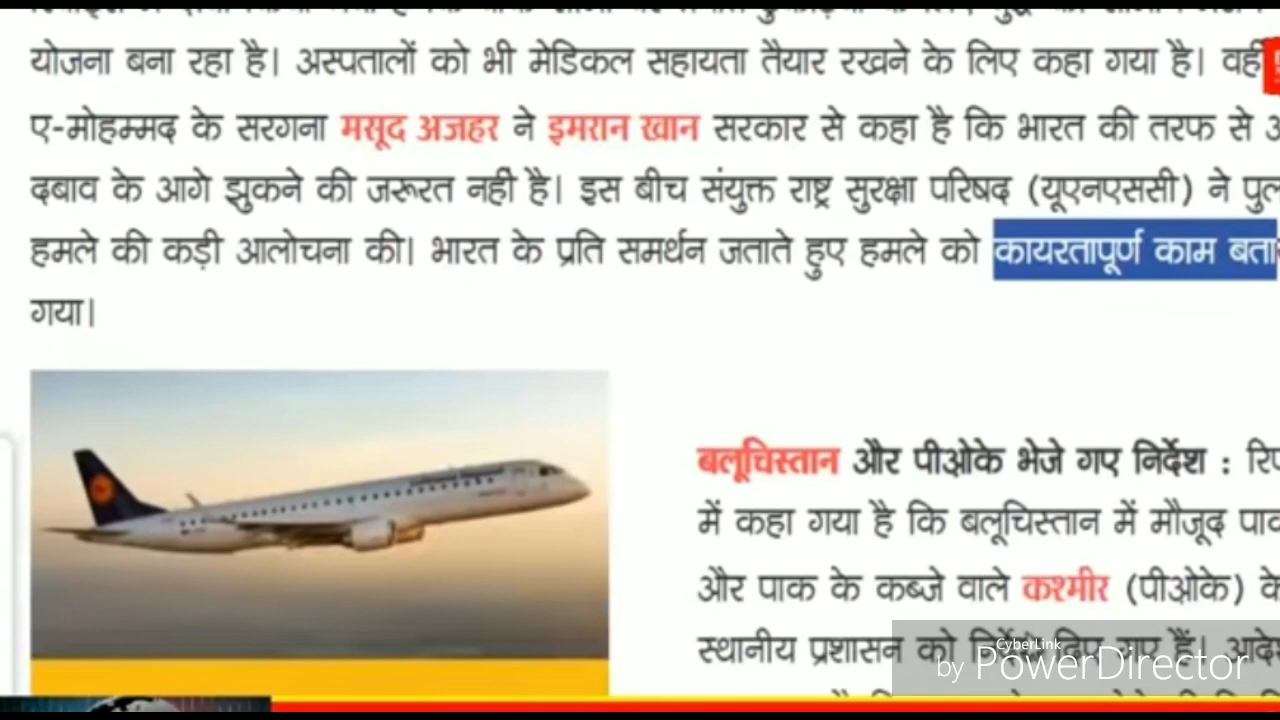 योजना बना रहा है। अस्पतालों को भी मेडिकल सहायता तैयार रखने के लिए कहा गया है। वहीं
ए-मोहम्मद के सरगना मसूद अजहर ने इमरान खान सरकार से कहा है कि भारत की तरफ से
दबाव के आगे झुकने की जरूरत नही है। इस बीच संयुक्त राष्ट्र सुरक्षा परिषद (यूएनएससी) ने
हमले की कड़ी आलोचना की। भारत के प्रति समर्थन जताते हुए हमले को कायरतापूर्ण काम
गया।
बलूचिस्तान और पीओके भेजे गए निर्देश :
में कहा गया है कि बलूचिस्तान में मौजूद
और पाक के कब्जे वाले कश्मीर (पीओके) के
स्थानीय प्रशासन को निर्देश दिए गए हैं।
CyberLink
by PowerDirector